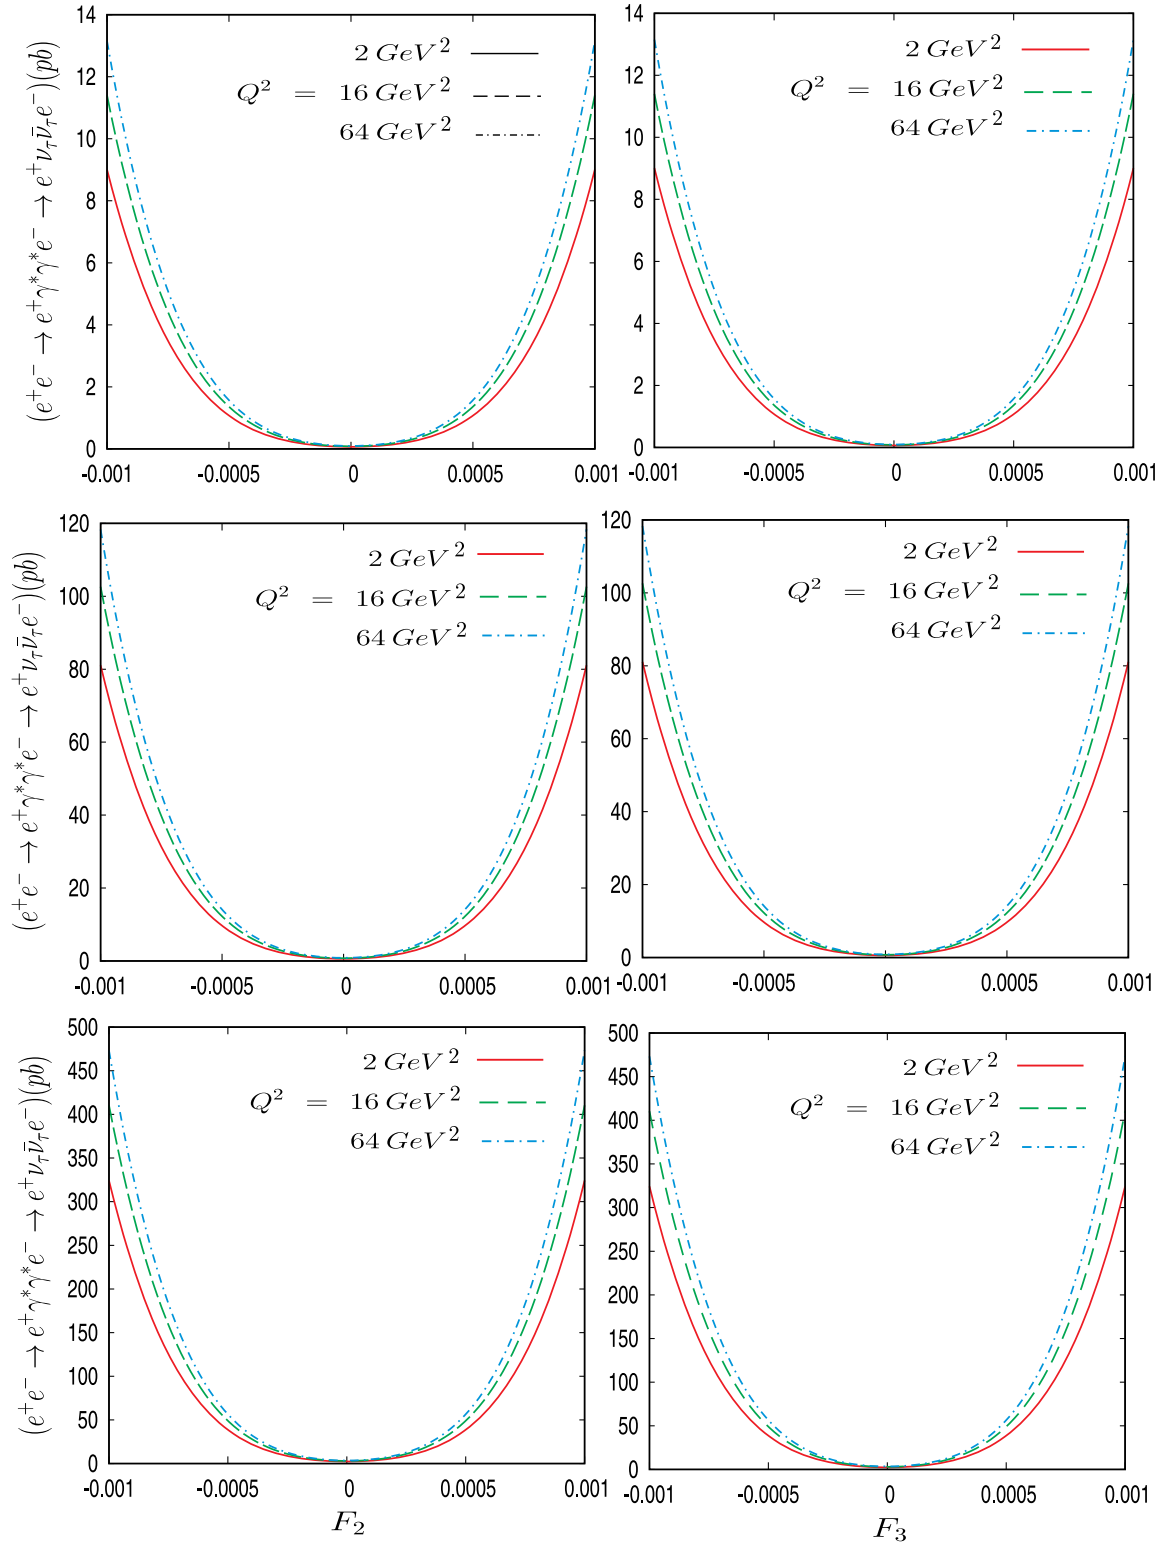 14
12
10
8
6
4
2
0
(e⁺e⁻ → e⁺γ*γ*e⁻ → e⁺ν_τν̄_τe⁻)(pb)
2 GeV²
Q² = 16 GeV²
64 GeV²
-0.001 -0.0005 0 0.0005 0.001
14
12
10
8
6
4
2
0
2 GeV²
Q² = 16 GeV²
64 GeV²
-0.001 -0.0005 0 0.0005 0.001
120
100
80
60
40
20
0
(e⁺e⁻ → e⁺γ*γ*e⁻ → e⁺ν_τν̄_τe⁻)(pb)
2 GeV²
Q² = 16 GeV²
64 GeV²
-0.001 -0.0005 0 0.0005 0.001
120
100
80
60
40
20
0
2 GeV²
Q² = 16 GeV²
64 GeV²
-0.001 -0.0005 0 0.0005 0.001
500
450
400
350
300
250
200
150
100
50
0
(e⁺e⁻ → e⁺γ*γ*e⁻ → e⁺ν_τν̄_τe⁻)(pb)
2 GeV²
Q² = 16 GeV²
64 GeV²
-0.001 -0.0005 0 0.0005 0.001
F₂
500
450
400
350
300
250
200
150
100
50
0
2 GeV²
Q² = 16 GeV²
64 GeV²
-0.001 -0.0005 0 0.0005 0.001
F₃